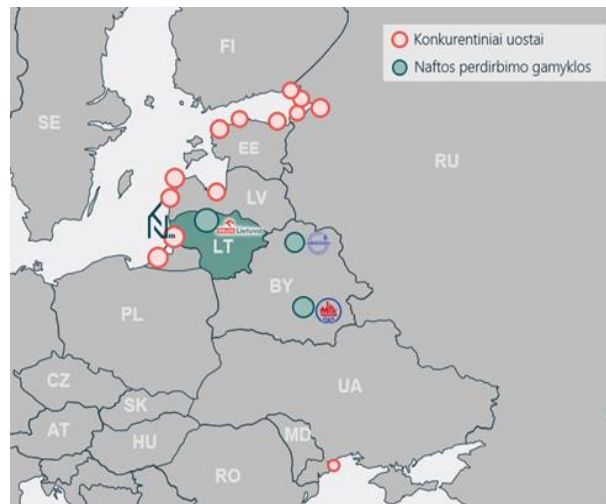 FI
Konkurentiniai uostai
Naftos perdirbimo gamyklos
SE
EE
RU
LV
Lietuva
LT
BY
PL
CZ
UA
SK
AT
MD
HU
RO